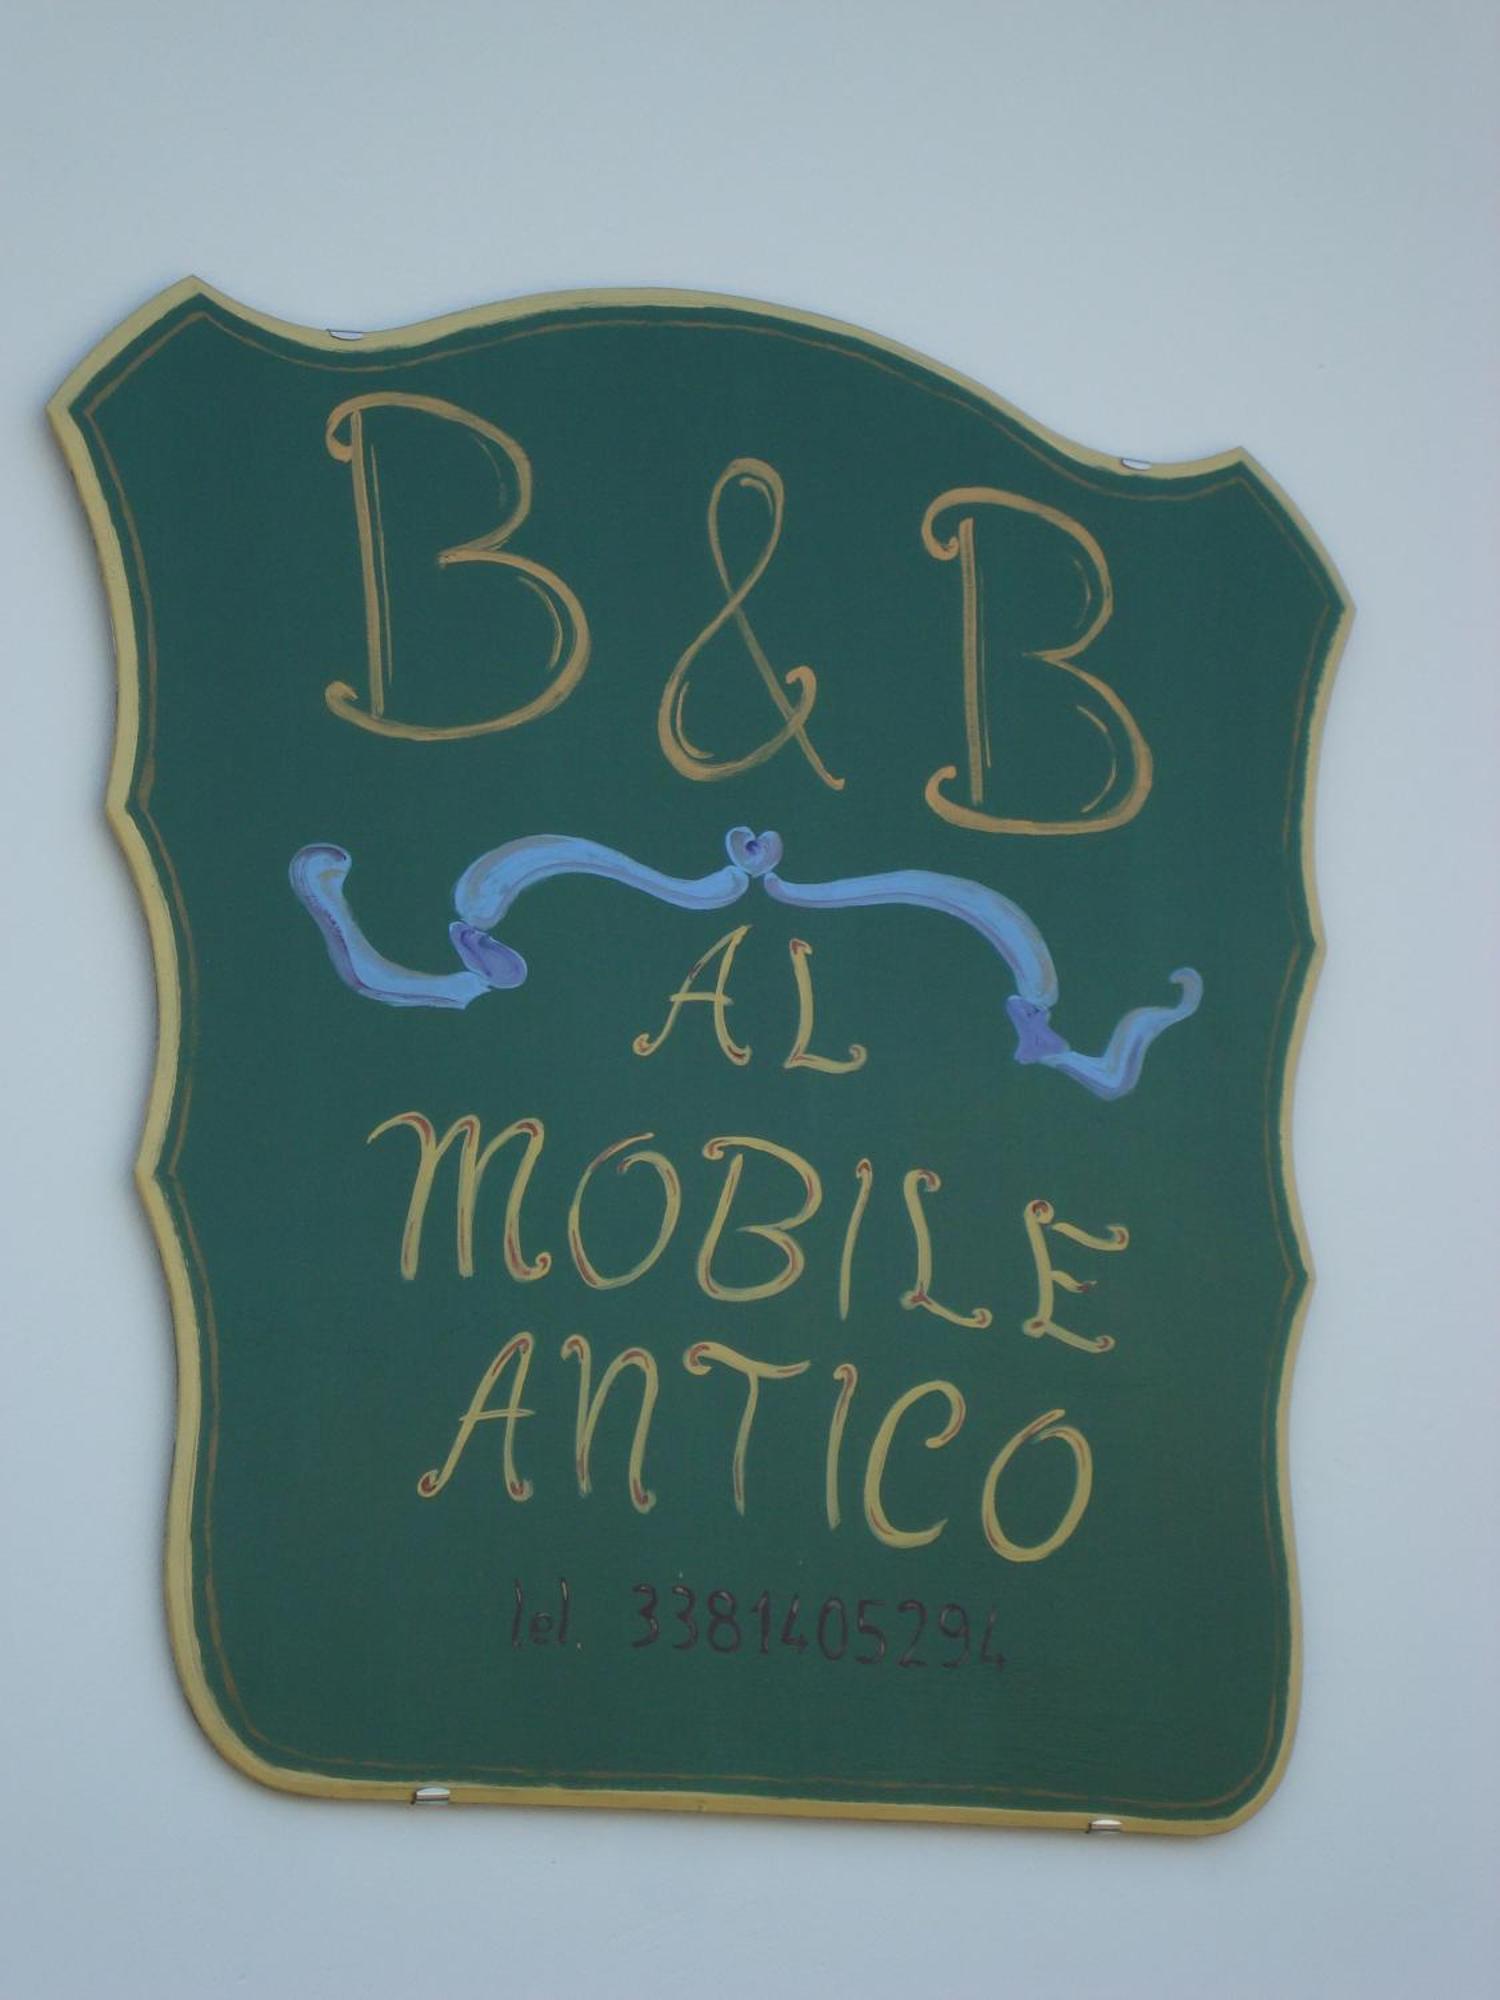 B & B
AL
MOBILE
ANTICO
tel. 3381405294